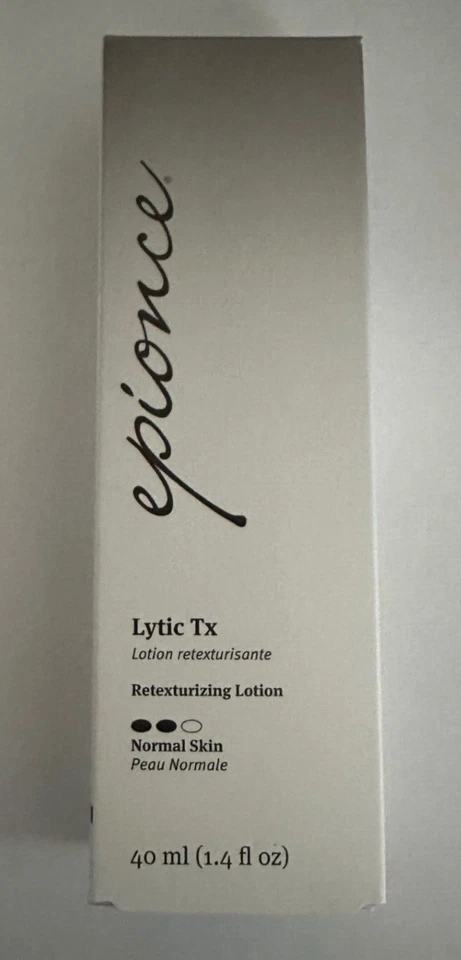 epionce®
Lytic Tx
Lotion retexturisante
Retexturizing Lotion
Normal Skin
Peau Normale
40 ml (1.4 fl oz)